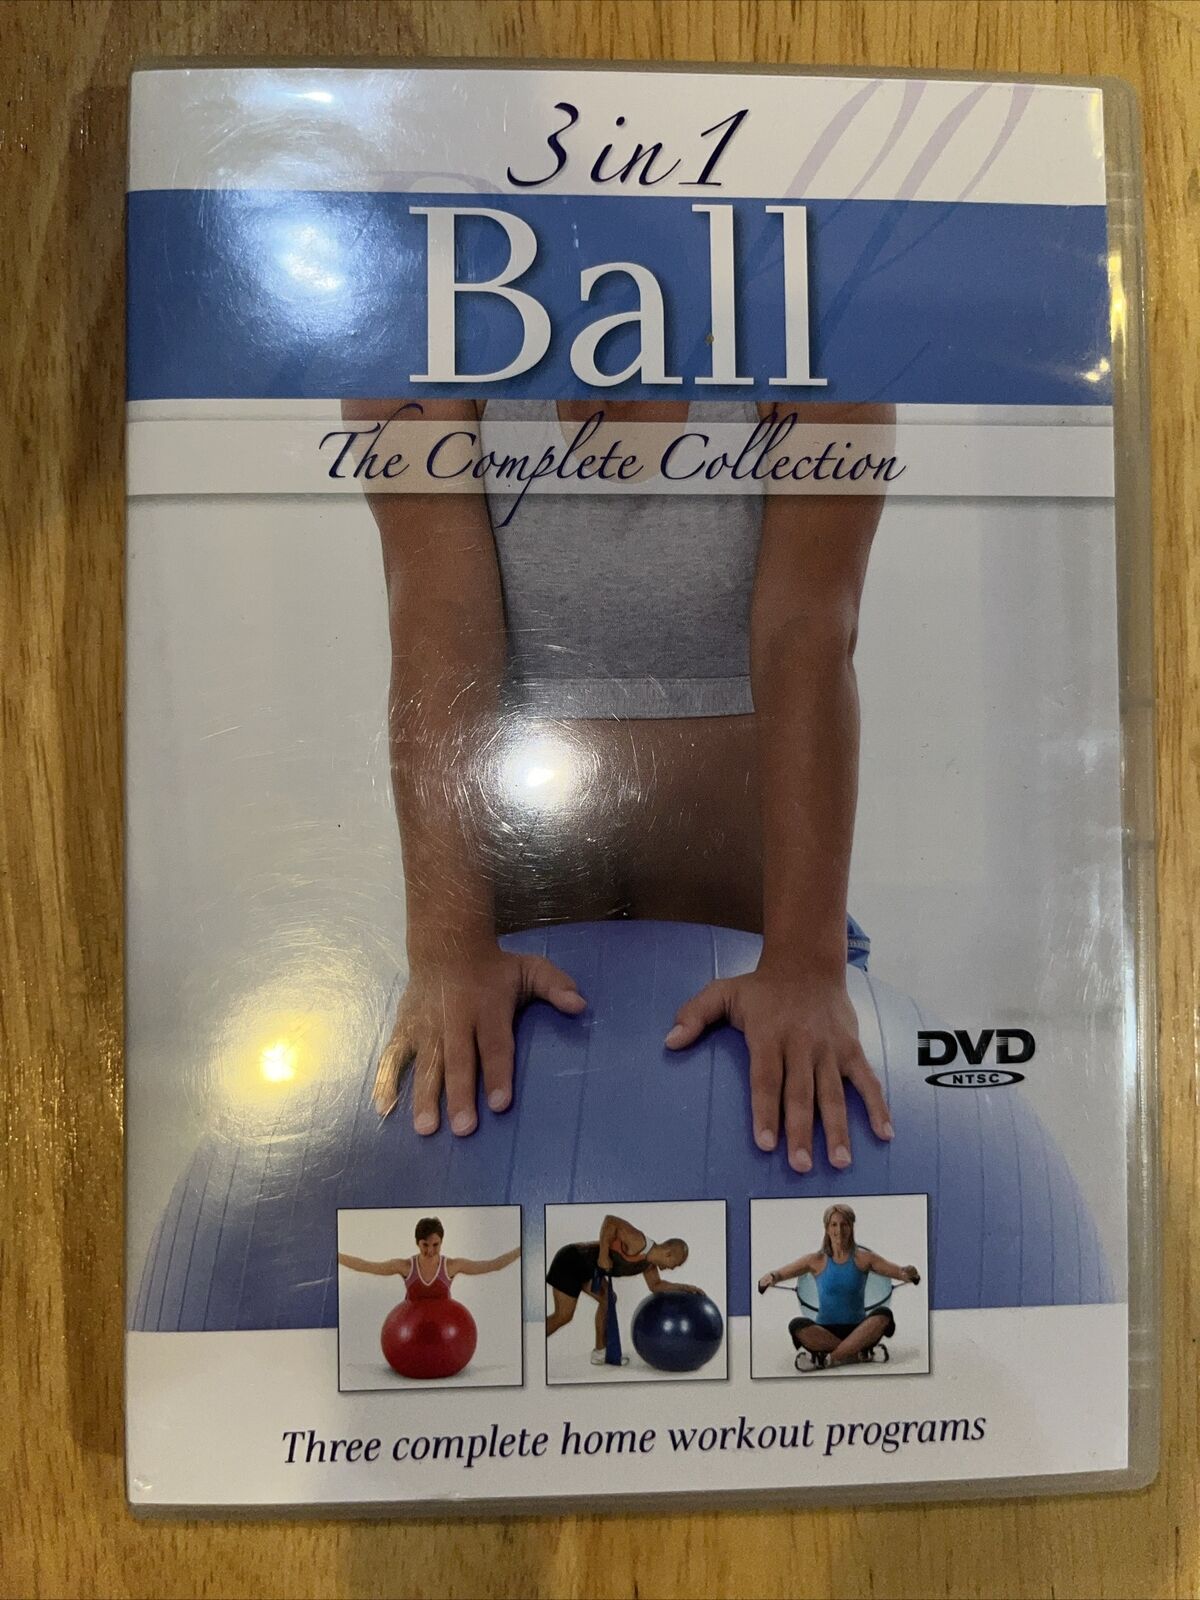 3 in 1
Ball
The Complete Collection
DVD
NTSC
Three complete home workout programs